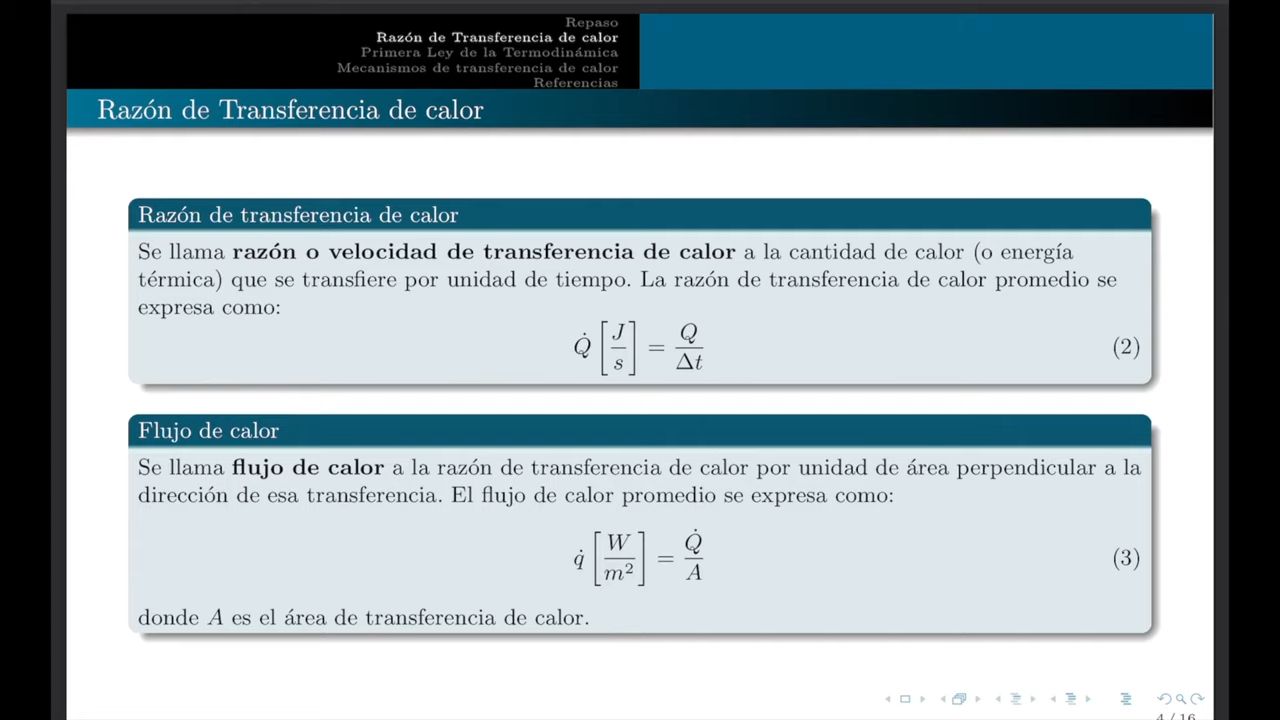 Repaso
Razón de Transferencia de calor
Primera Ley de la Termodinámica
Mecanismos de transferencia de calor
Referencias
Razón de Transferencia de calor
Razón de transferencia de calor
Se llama razón o velocidad de transferencia de calor a la cantidad de calor (o energía
térmica) que se transfiere por unidad de tiempo. La razón de transferencia de calor promedio se
expresa como:
Q̇ [J/s] = Q/Δt (2)
Flujo de calor
Se llama flujo de calor a la razón de transferencia de calor por unidad de área perpendicular a la
dirección de esa transferencia. El flujo de calor promedio se expresa como:
q̇ [W/m²] = Q̇/A (3)
donde A es el área de transferencia de calor.
4 / 16